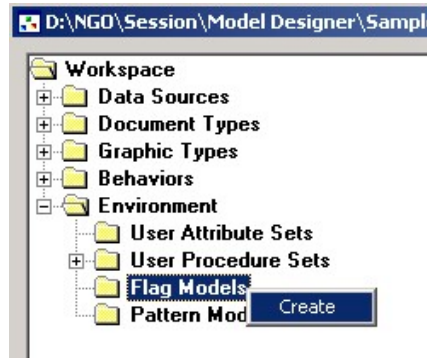 D:\NGO\Session\Model Designer\Sampl
Workspace
Data Sources
Document Types
Graphic Types
Behaviors
Environment
User Attribute Sets
User Procedure Sets
Flag Models
Create
Pattern Mod